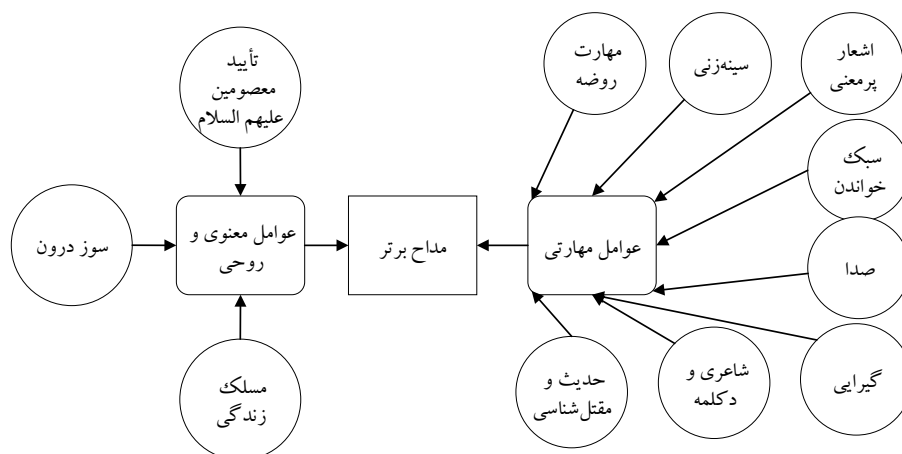 اشعار
پرمعنی
سینه‌زنی
مهارت
روضه
تأیید
معصومین
علیهم السلام
سبک
خواندن
عوامل مهارتی
مداح برتر
عوامل معنوی و
روحی
سوز درون
صدا
گیرایی
شاعری و
دکلمه
حدیث و
مقتل‌شناسی
مسلک
زندگی